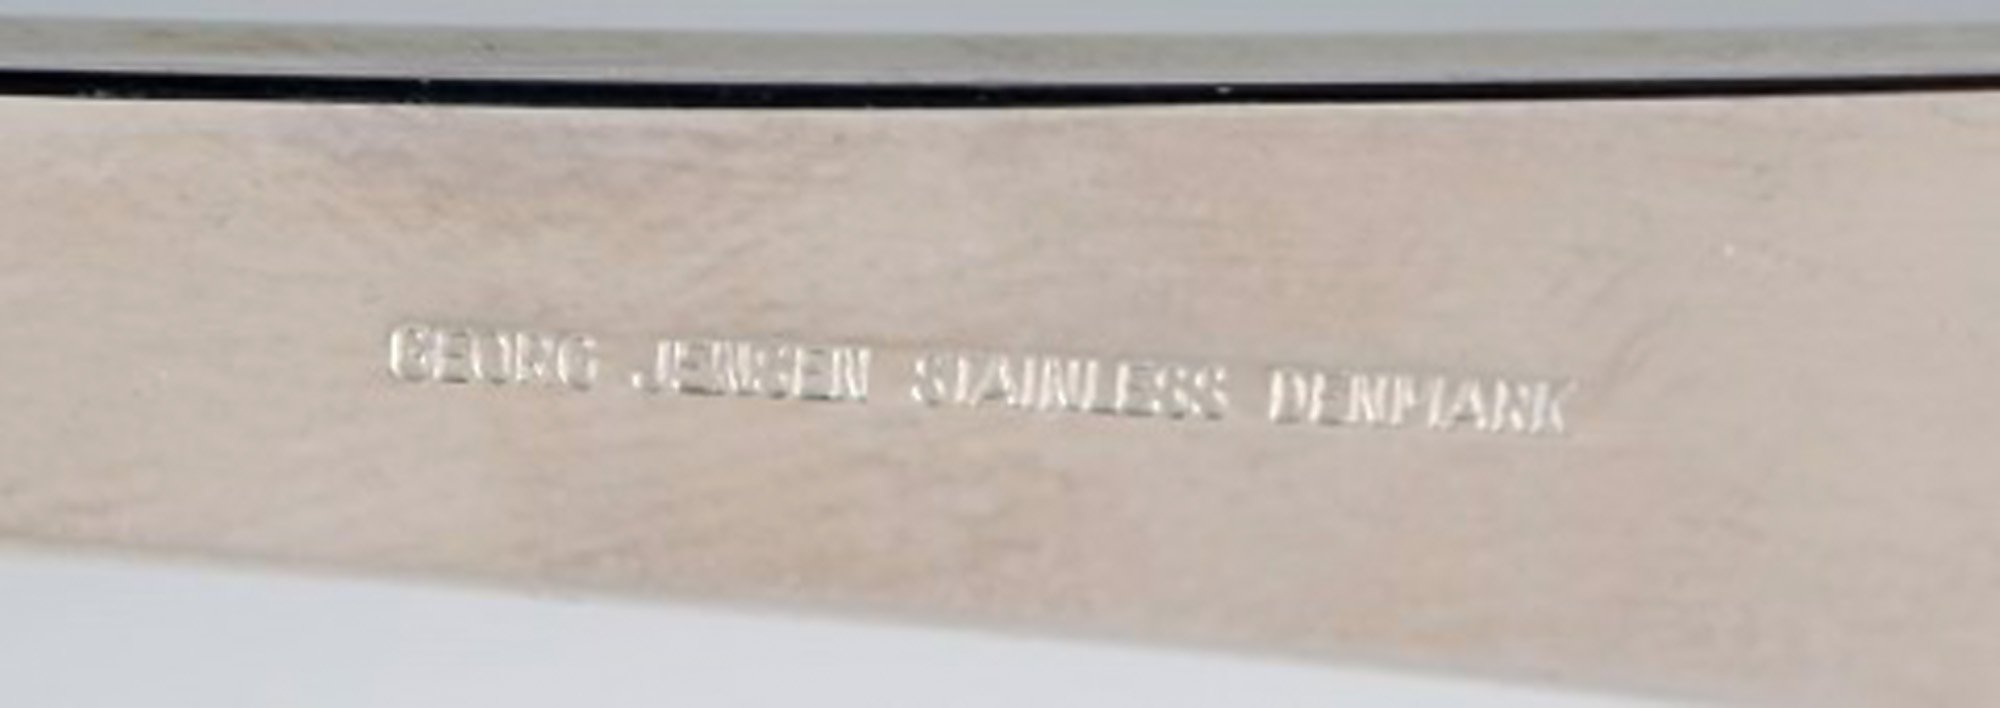 GEORG JENSEN STAINLESS DENMARK